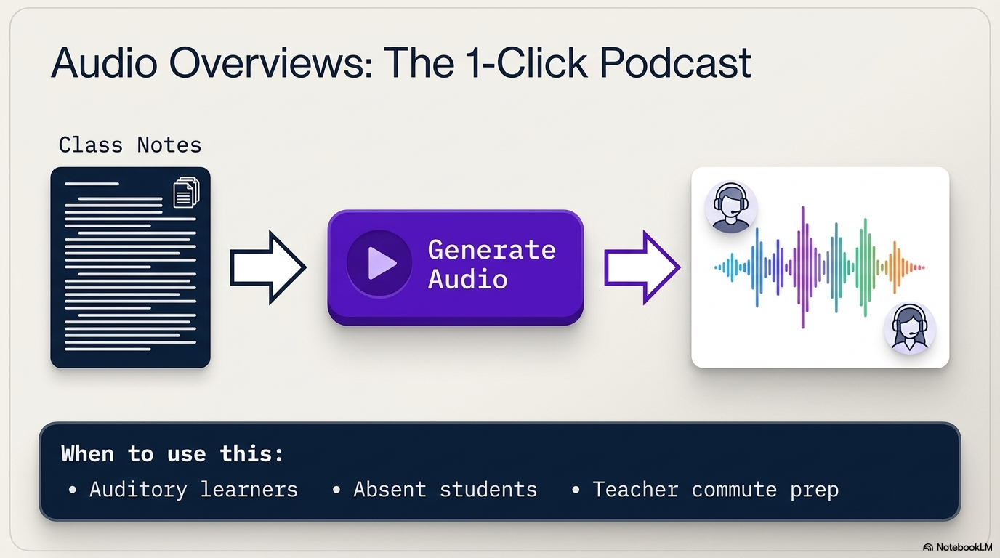 Audio Overviews: The 1-Click Podcast
Class Notes
Generate
Audio
When to use this:
• Auditory learners • Absent students • Teacher commute prep
NotebookLM